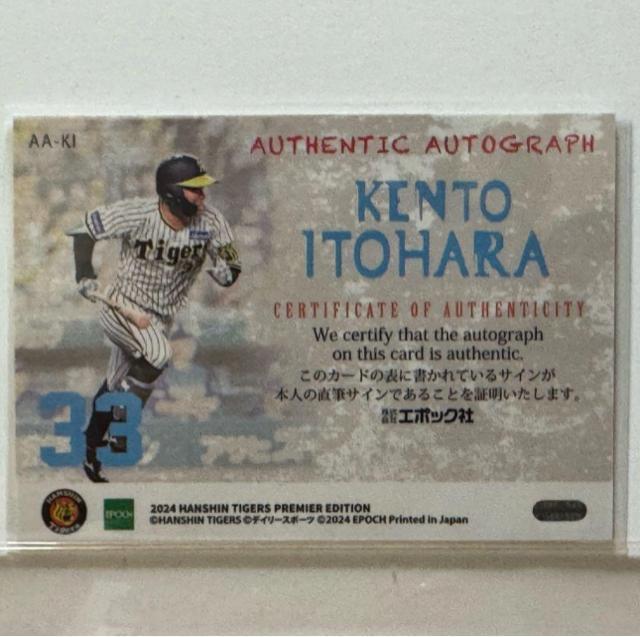 AA-KI
AUTHENTIC AUTOGRAPH
KENTO
ITOHARA
CERTIFICATE OF AUTHENTICITY
We certify that the autograph
on this card is authentic.
このカードの表に書かれているサインが
本人の直筆サインであることを証明いたします。
株式会社エポック社
Tigers
33
HANSHIN
Tigers
EPOCH
2024 HANSHIN TIGERS PREMIER EDITION
©HANSHIN TIGERS ©デイリースポーツ ©2024 EPOCH Printed in Japan